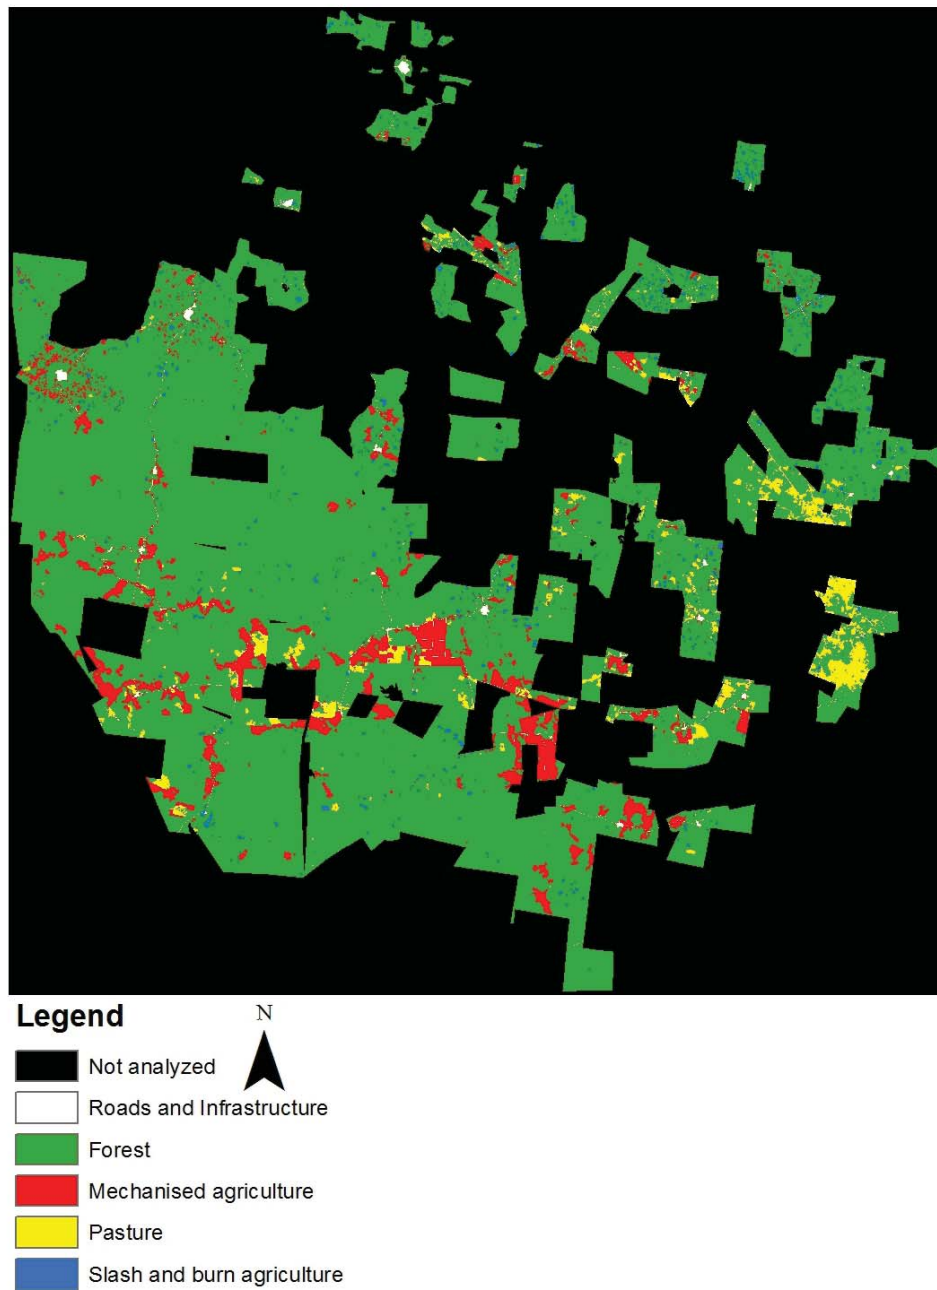 Legend
N
Not analyzed
Roads and Infrastructure
Forest
Mechanised agriculture
Pasture
Slash and burn agriculture